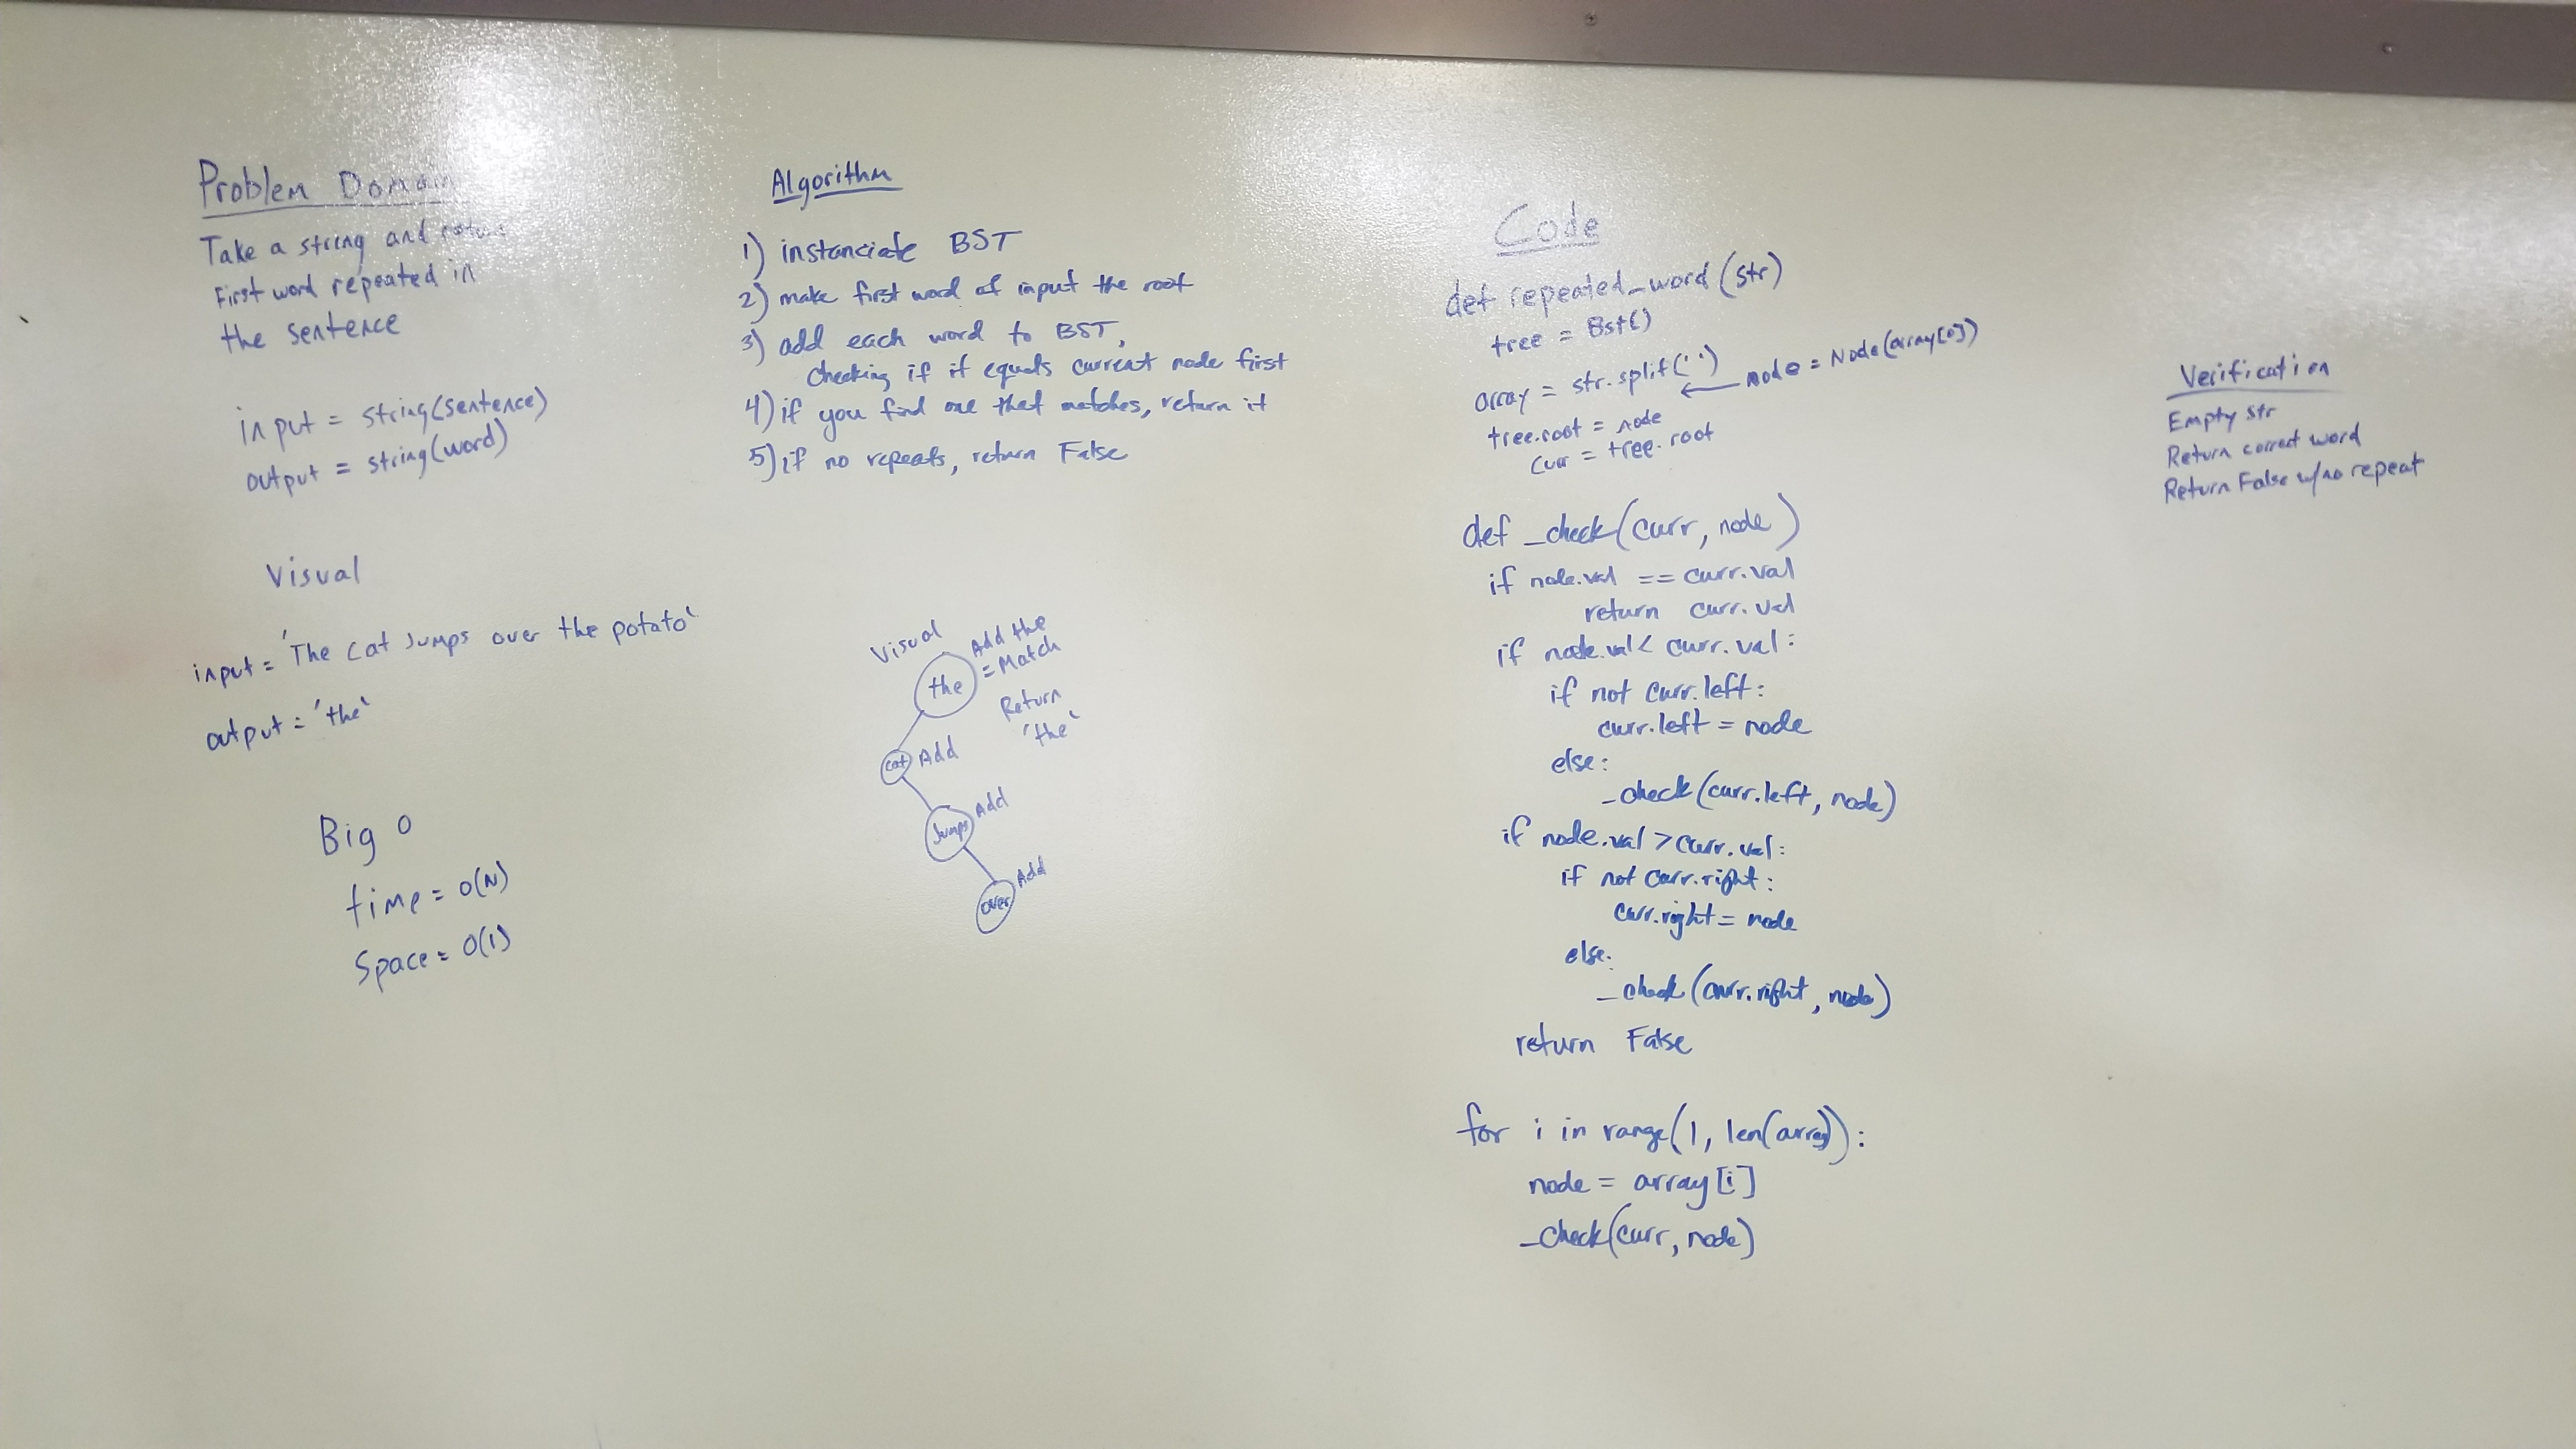 Problem Domain
Take a string and return
First word repeated in
the sentence
input = string(sentence)
output = string(word)
Visual
input = 'The cat Jumps over the potato'
output = 'the'
Big O
time = O(N)
Space = O(1)
Algorithm
1) instanciate BST
2) make first word of input the root
3) add each word to BST,
checking if it equals current node first
4) if you find one that matches, return it
5) if no repeats, return False
Visual
the
Add the
= Match
Return
'the'
cat Add
Jumps Add
over Add
Code
def repeated_word(str)
tree = Bst()
array = str.split(' ') ← node = Node(array[0])
tree.root = node
curr = tree.root
def _check(curr, node)
if node.val == curr.val
return curr.val
if node.val < curr.val:
if not curr.left:
curr.left = node
else:
_check(curr.left, node)
if node.val > curr.val:
if not curr.right:
curr.right = node
else:
_check(curr.right, node)
return False
for i in range(1, len(array)):
node = array[i]
_check(curr, node)
Verification
Empty str
Return correct word
Return False w/no repeat